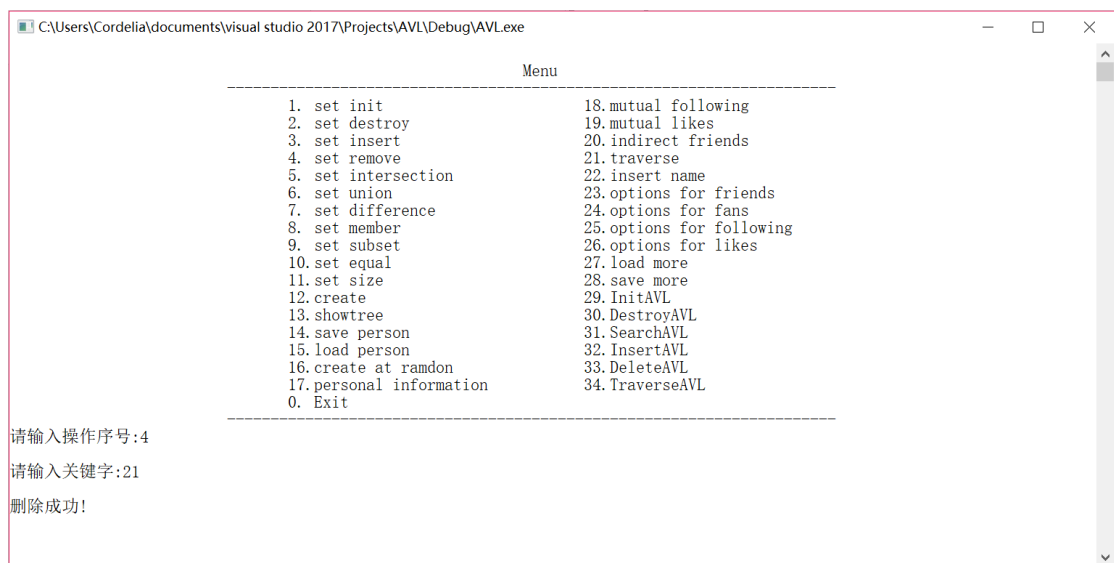 C:\Users\Cordelia\documents\visual studio 2017\Projects\AVL\Debug\AVL.exe
Menu
1. set init 18.mutual following
2. set destroy 19.mutual likes
3. set insert 20.indirect friends
4. set remove 21.traverse
5. set intersection 22.insert name
6. set union 23.options for friends
7. set difference 24.options for fans
8. set member 25.options for following
9. set subset 26.options for likes
10.set equal 27.load more
11.set size 28.save more
12.create 29.InitAVL
13.showtree 30.DestroyAVL
14.save person 31.SearchAVL
15.load person 32.InsertAVL
16.create at ramdon 33.DeleteAVL
17.personal information 34.TraverseAVL
0. Exit
请输入操作序号:4
请输入关键字:21
删除成功!